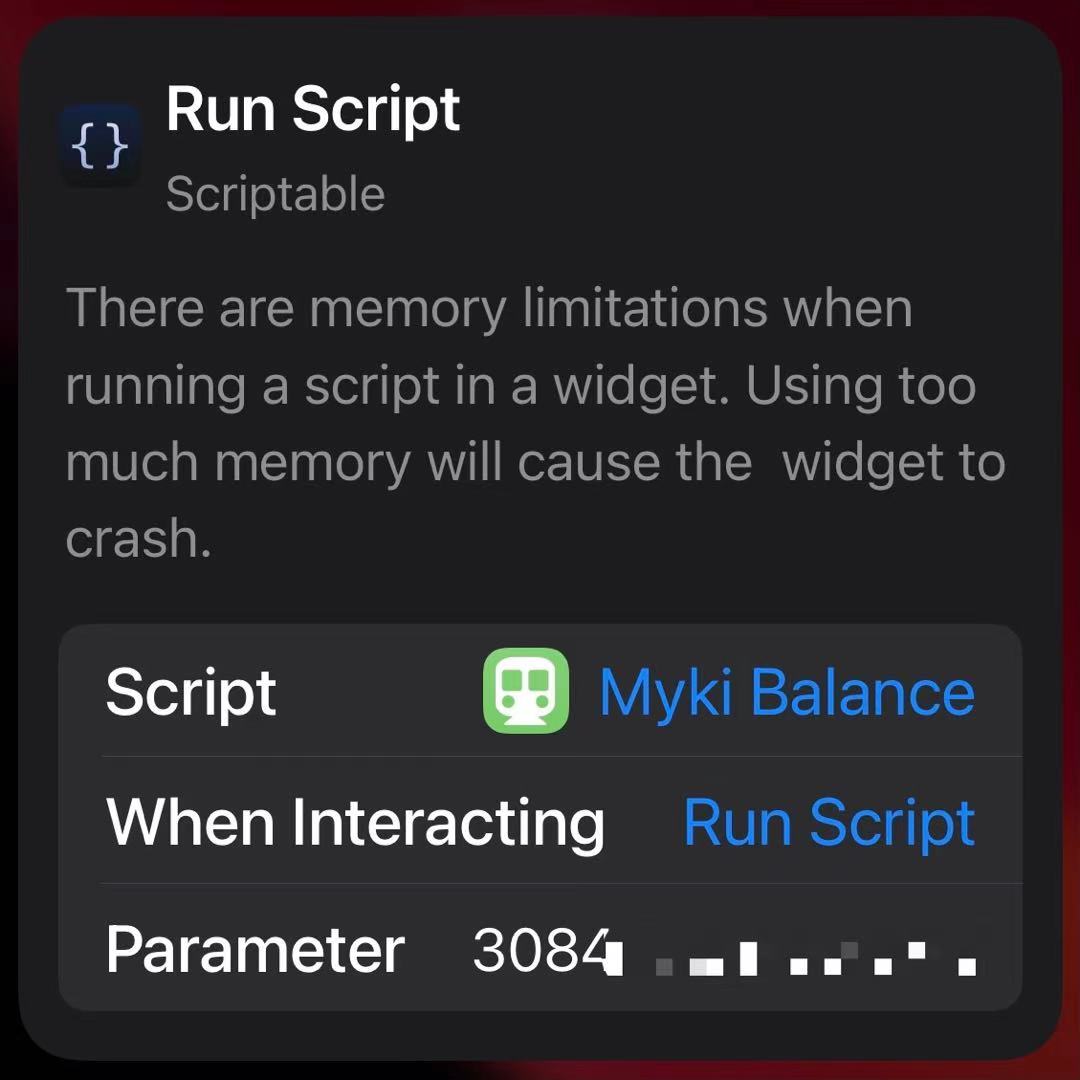 {}
Run Script
Scriptable
There are memory limitations when
running a script in a widget. Using too
much memory will cause the  widget to
crash.
Script Myki Balance
When Interacting Run Script
Parameter 3084